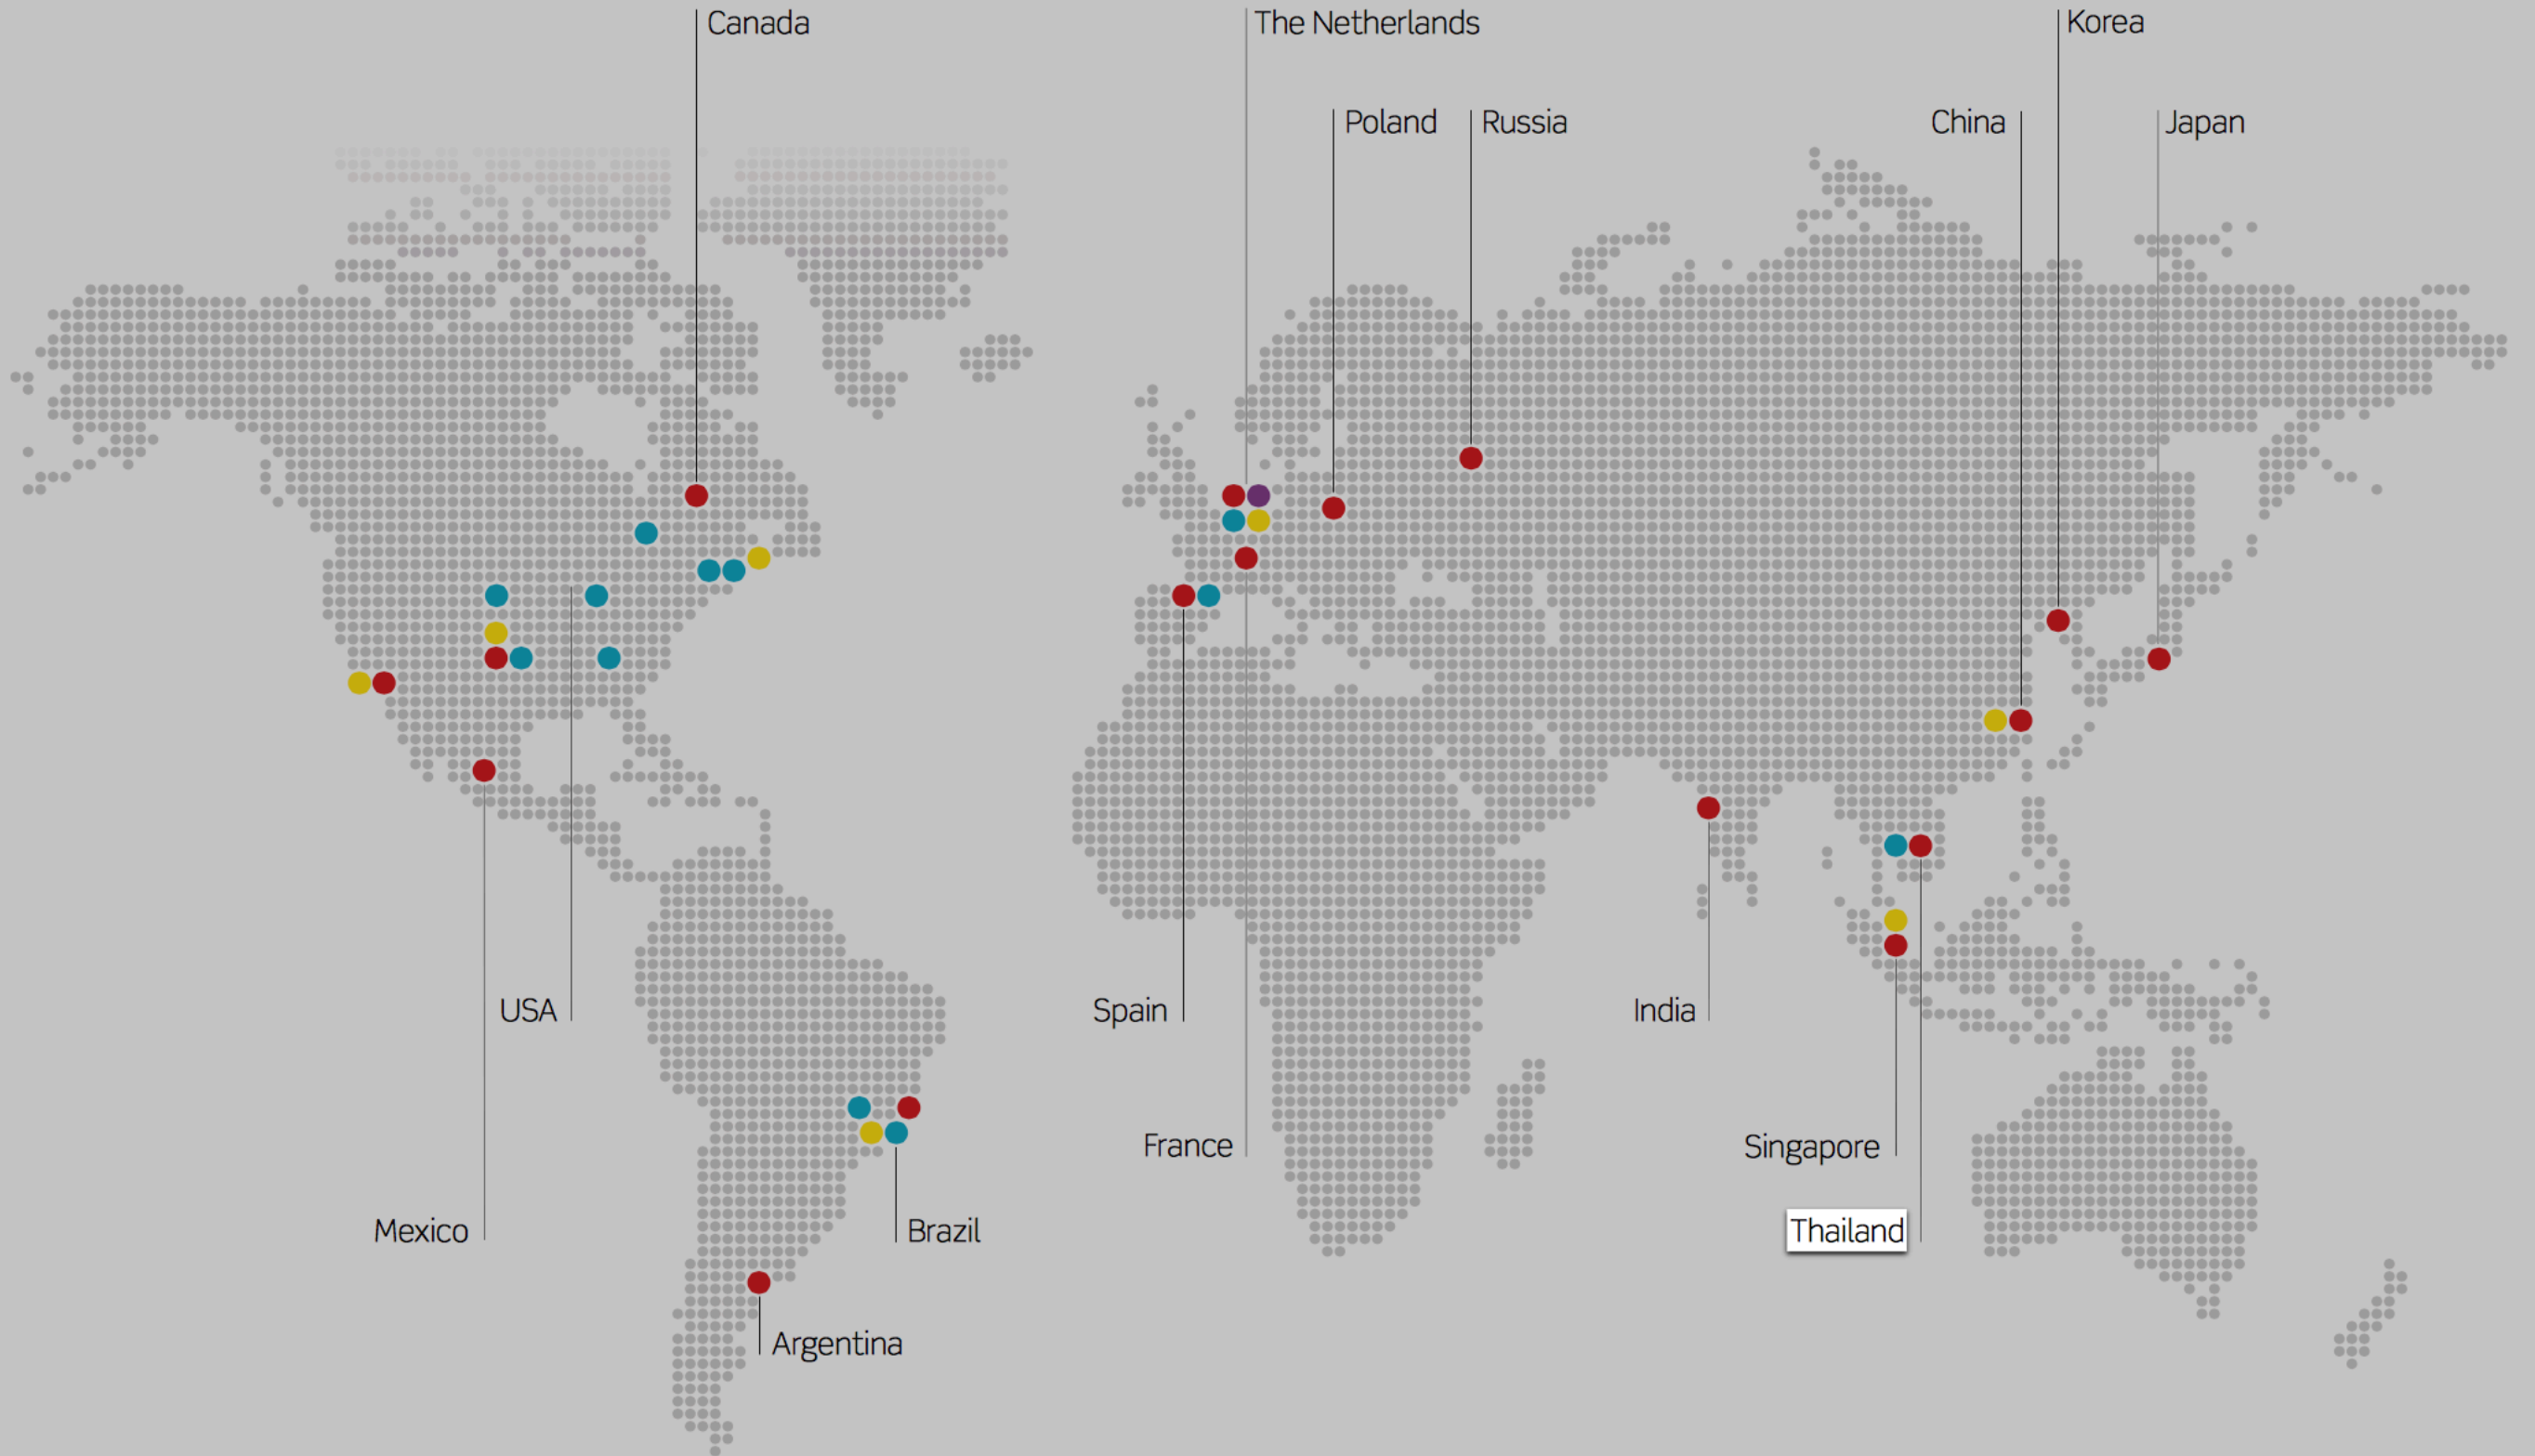 Canada
The Netherlands
Korea
Poland
Russia
China
Japan
USA
Spain
India
France
Singapore
Mexico
Brazil
Thailand
Argentina